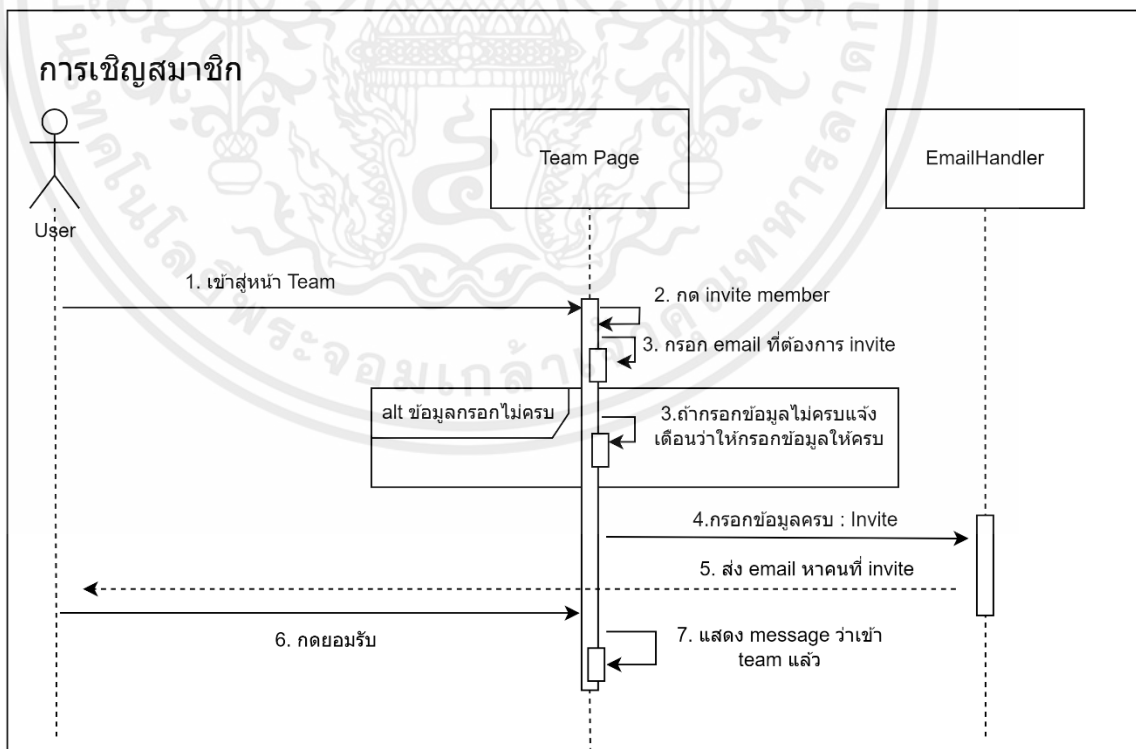 การเชิญสมาชิก
User
Team Page
EmailHandler
1. เข้าสู่หน้า Team
2. กด invite member
3. กรอก email ที่ต้องการ invite
alt ข้อมูลกรอกไม่ครบ
3.ถ้ากรอกข้อมูลไม่ครบแจ้ง
เตือนว่าให้กรอกข้อมูลให้ครบ
4.กรอกข้อมูลครบ : Invite
5. ส่ง email หาคนที่ invite
6. กดยอมรับ
7. แสดง message ว่าเข้า
team แล้ว